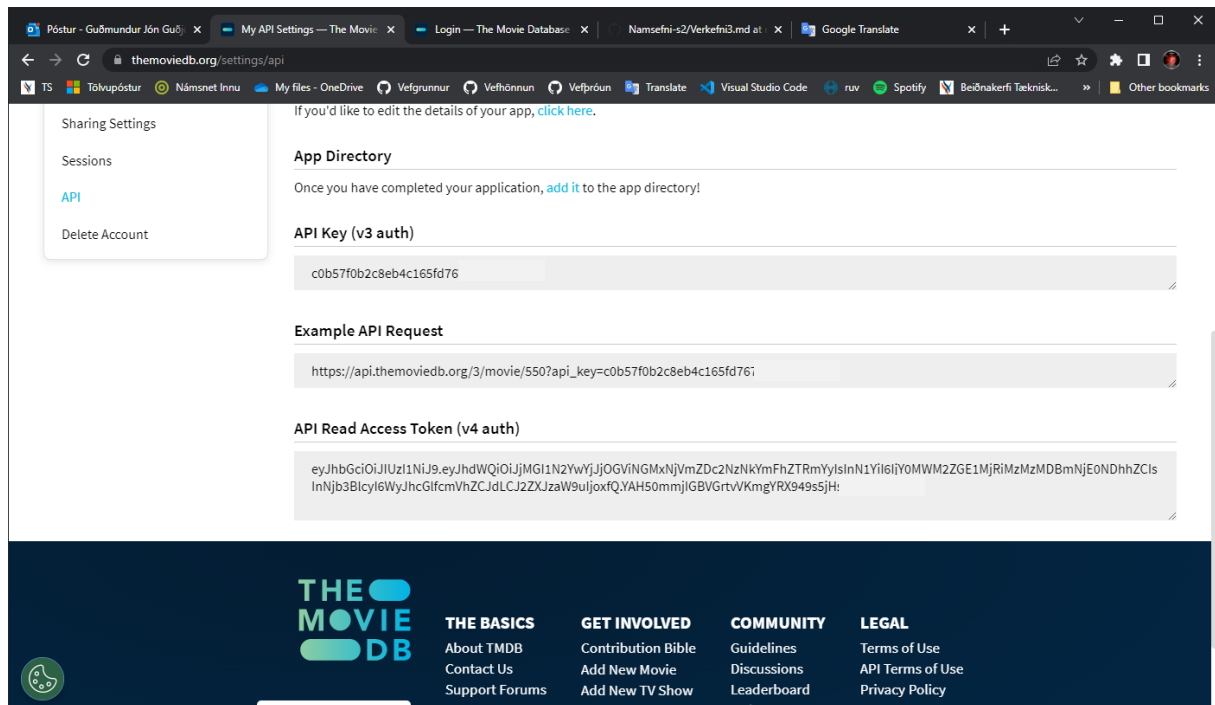 Póstur - Guðmundur Jón Guðj
My API Settings — The Movie
Login — The Movie Database
Namsefni-s2/Verkefni3.md at
Google Translate
themoviedb.org/settings/api
TS
Tölvupóstur
Námsnet Innu
My files - OneDrive
Vefgrunnur
Vefhönnun
Vefþróun
Translate
Visual Studio Code
ruv
Spotify
Beiðnakerfi Tæknisk...
»
Other bookmarks
Sharing Settings
Sessions
API
Delete Account
If you'd like to edit the details of your app, click here.
App Directory
Once you have completed your application, add it to the app directory!
API Key (v3 auth)
c0b57f0b2c8eb4c165fd76
Example API Request
https://api.themoviedb.org/3/movie/550?api_key=c0b57f0b2c8eb4c165fd767
API Read Access Token (v4 auth)
THE
MOVIE
DB
THE BASICS
About TMDB
Contact Us
Support Forums
GET INVOLVED
Contribution Bible
Add New Movie
Add New TV Show
COMMUNITY
Guidelines
Discussions
Leaderboard
LEGAL
Terms of Use
API Terms of Use
Privacy Policy